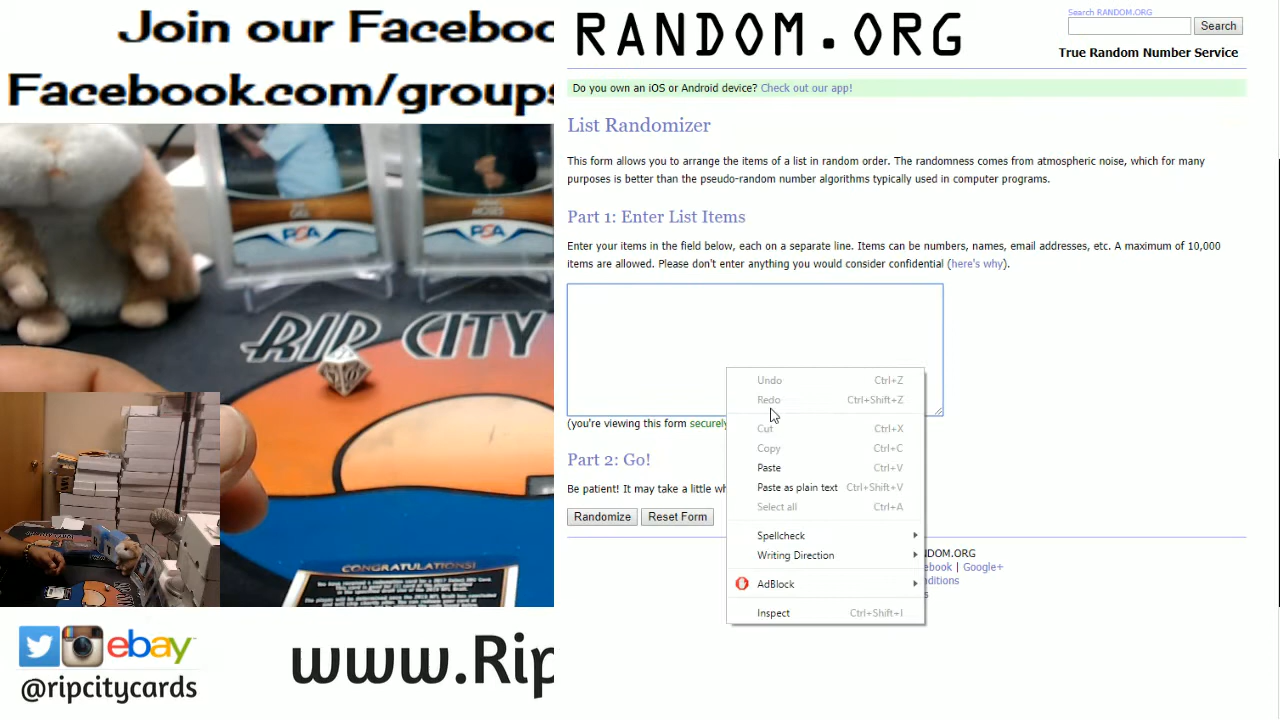 Join our Faceboo
Facebook.com/groups
PSA
MOSES
PSA
RIP CITY
CONGRATULATIONS!
ebay
@ripcitycards
www.Rip
RANDOM.ORG
Search RANDOM.ORG
Search
True Random Number Service
Do you own an iOS or Android device? Check out our app!
List Randomizer
This form allows you to arrange the items of a list in random order. The randomness comes from atmospheric noise, which for many
purposes is better than the pseudo-random number algorithms typically used in computer programs.
Part 1: Enter List Items
Enter your items in the field below, each on a separate line. Items can be numbers, names, email addresses, etc. A maximum of 10,000
items are allowed. Please don't enter anything you would consider confidential (here's why).
(you're viewing this form securely
Part 2: Go!
Be patient! It may take a little wh
Randomize Reset Form
Undo Ctrl+Z
Redo Ctrl+Shift+Z
Cut Ctrl+X
Copy Ctrl+C
Paste Ctrl+V
Paste as plain text Ctrl+Shift+V
Select all Ctrl+A
Spellcheck
Writing Direction
AdBlock
Inspect Ctrl+Shift+I
NDOM.ORG
ebook | Google+
nditions
s